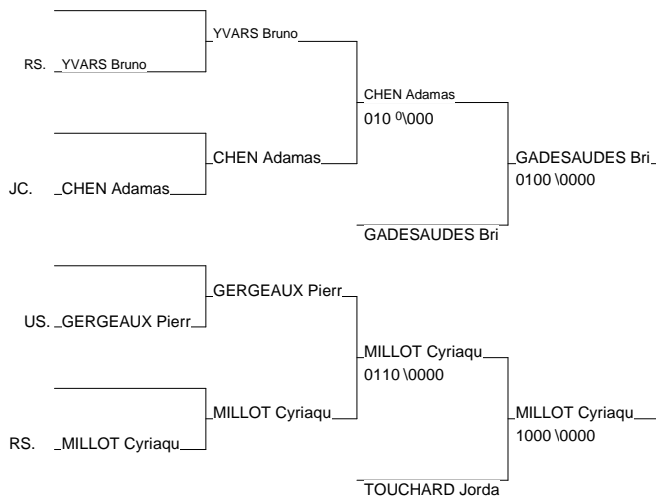 YVARS Bruno
RS. YVARS Bruno
CHEN Adamas
010 0\000
CHEN Adamas
GADESAUDES Bri
0100 \0000
JC. CHEN Adamas
GADESAUDES Bri
GERGEAUX Pierr
US. GERGEAUX Pierr
MILLOT Cyriaqu
0110 \0000
MILLOT Cyriaqu
MILLOT Cyriaqu
1000 \0000
RS. MILLOT Cyriaqu
TOUCHARD Jorda